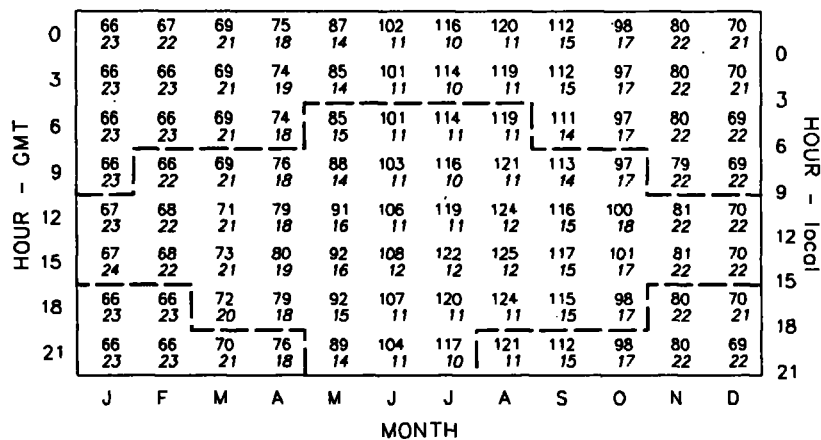 0 66 67 69 75 87 102 116 120 112 98 80 70
23 22 21 18 14 11 10 11 15 17 22 21 0
3 66 66 69 74 85 101 114 119 112 97 80 70
23 23 21 19 14 11 10 11 15 17 22 21 3
6 66 66 69 74 85 101 114 119 111 97 80 69
23 23 21 18 15 11 11 11 14 17 22 22 6
9 66 66 69 76 88 103 116 121 113 97 79 69
23 22 21 18 14 11 10 11 14 17 22 22 9
12 67 68 71 79 91 106 119 124 116 100 81 70
23 22 21 18 16 11 11 12 15 18 22 22 12
15 67 68 73 80 92 108 122 125 117 101 81 70
24 22 21 19 16 12 12 12 15 17 22 22 15
18 66 66 72 79 92 107 120 124 115 98 80 70
23 23 20 18 15 11 11 11 15 17 22 21 18
21 66 66 70 76 89 104 117 121 112 98 80 69
23 23 21 18 14 11 10 11 15 17 22 22 21
HOUR - GMT
HOUR - local
J F M A M J J A S O N D
MONTH